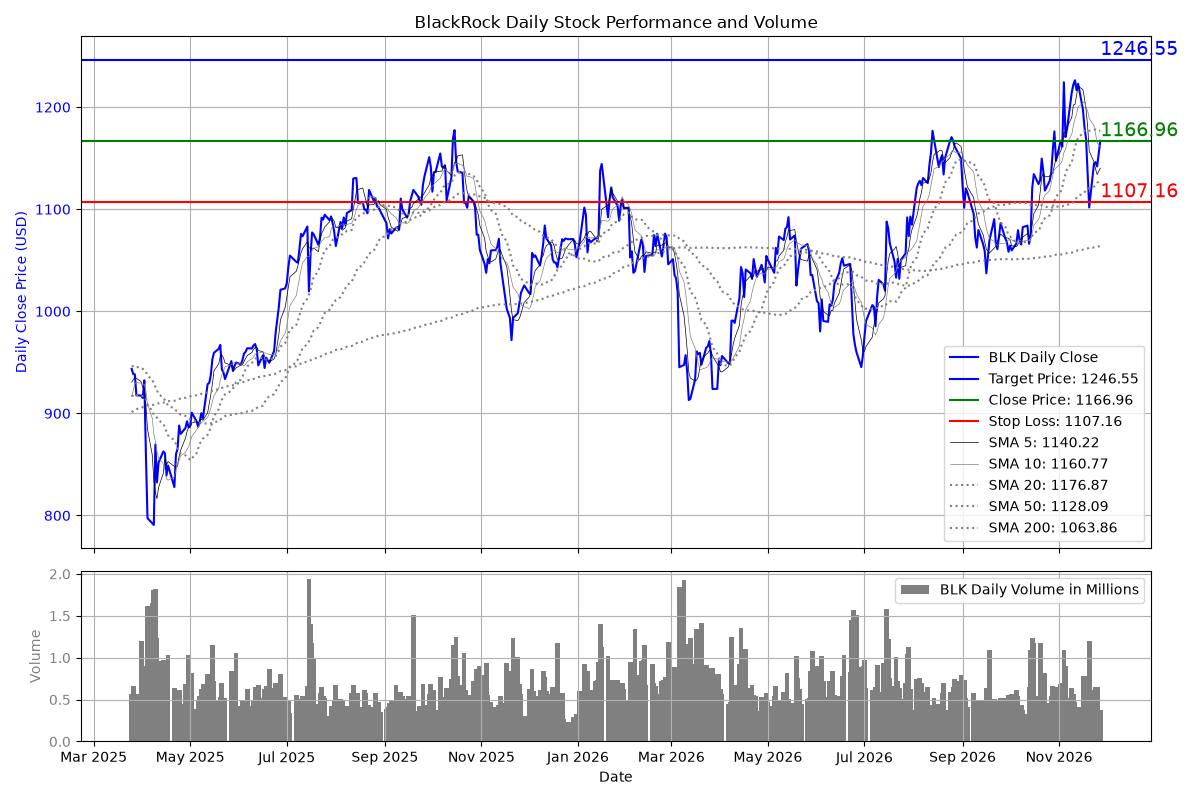 BlackRock Daily Stock Performance and Volume
1246.55
1200
1166.96
1107.16
1100
1000
900
800
Daily Close Price (USD)
BLK Daily Close
Target Price: 1246.55
Close Price: 1166.96
Stop Loss: 1107.16
SMA 5: 1140.22
SMA 10: 1160.77
SMA 20: 1176.87
SMA 50: 1128.09
SMA 200: 1063.86
2.0
1.5
1.0
0.5
0.0
Volume
BLK Daily Volume in Millions
Mar 2025 May 2025 Jul 2025 Sep 2025 Nov 2025 Jan 2026 Mar 2026 May 2026 Jul 2026 Sep 2026 Nov 2026
Date